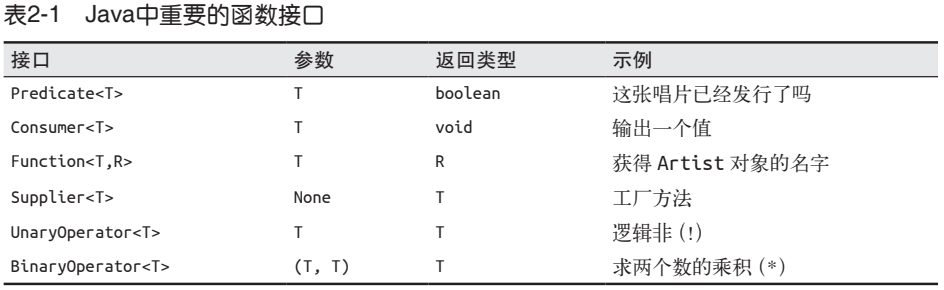 表2-1 Java中重要的函数接口
接口 参数 返回类型 示例
Predicate<T> T boolean 这张唱片已经发行了吗
Consumer<T> T void 输出一个值
Function<T,R> T R 获得 Artist 对象的名字
Supplier<T> None T 工厂方法
UnaryOperator<T> T T 逻辑非 (!)
BinaryOperator<T> (T, T) T 求两个数的乘积 (*)